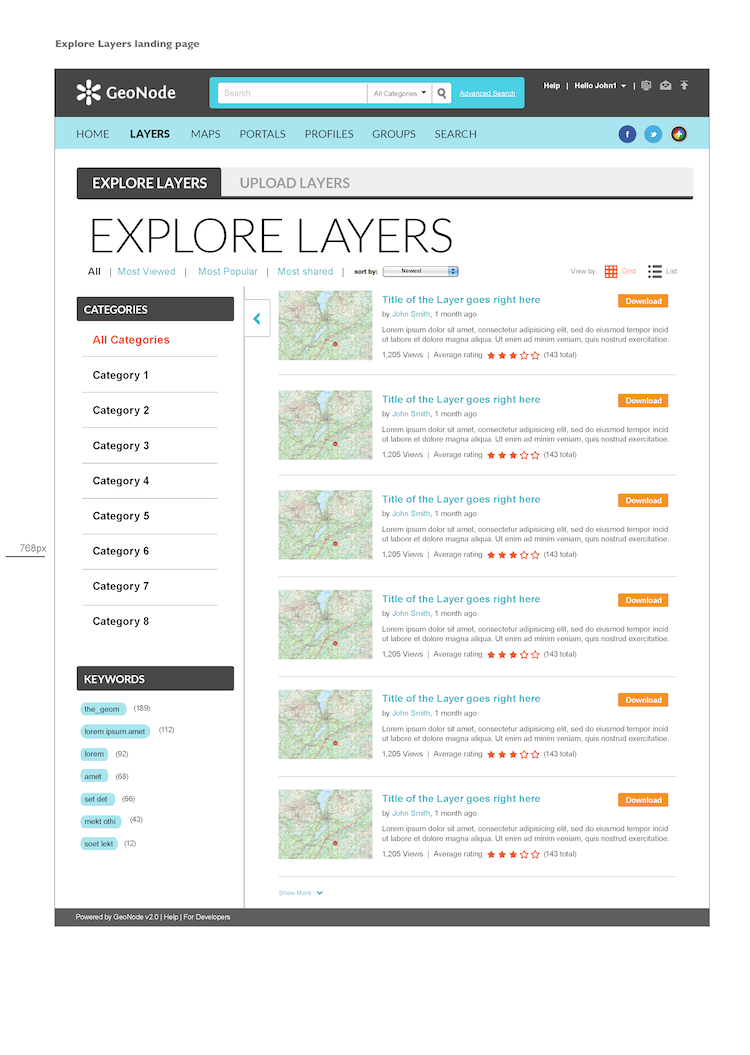 Explore Layers landing page
GeoNode
Search
All Categories
Advanced Search
Help | Hello John1 |
HOME LAYERS MAPS PORTALS PROFILES GROUPS SEARCH
f
EXPLORE LAYERS UPLOAD LAYERS
EXPLORE LAYERS
All | Most Viewed | Most Popular | Most shared | sort by: Newest View by: Grid List
CATEGORIES
All Categories
Category 1
Category 2
Category 3
Category 4
Category 5
Category 6
Category 7
Category 8
768px
KEYWORDS
the_geom (189)
lorem ipsum amet (112)
lorem (92)
amet (68)
set det (66)
mekt othi (43)
soet lekt (12)
Title of the Layer goes right here Download
by John Smith, 1 month ago
Lorem ipsum dolor sit amet, consectetur adipisicing elit, sed do eiusmod tempor incid
ut labore et dolore magna aliqua. Ut enim ad minim veniam, quis nostrud exercitatioe.
1,205 Views | Average rating (143 total)
Title of the Layer goes right here Download
by John Smith, 1 month ago
Lorem ipsum dolor sit amet, consectetur adipisicing elit, sed do eiusmod tempor incid
ut labore et dolore magna aliqua. Ut enim ad minim veniam, quis nostrud exercitatioe.
1,205 Views | Average rating (143 total)
Title of the Layer goes right here Download
by John Smith, 1 month ago
Lorem ipsum dolor sit amet, consectetur adipisicing elit, sed do eiusmod tempor incid
ut labore et dolore magna aliqua. Ut enim ad minim veniam, quis nostrud exercitatioe.
1,205 Views | Average rating (143 total)
Title of the Layer goes right here Download
by John Smith, 1 month ago
Lorem ipsum dolor sit amet, consectetur adipisicing elit, sed do eiusmod tempor incid
ut labore et dolore magna aliqua. Ut enim ad minim veniam, quis nostrud exercitatioe.
1,205 Views | Average rating (143 total)
Title of the Layer goes right here Download
by John Smith, 1 month ago
Lorem ipsum dolor sit amet, consectetur adipisicing elit, sed do eiusmod tempor incid
ut labore et dolore magna aliqua. Ut enim ad minim veniam, quis nostrud exercitatioe.
1,205 Views | Average rating (143 total)
Title of the Layer goes right here Download
by John Smith, 1 month ago
Lorem ipsum dolor sit amet, consectetur adipisicing elit, sed do eiusmod tempor incid
ut labore et dolore magna aliqua. Ut enim ad minim veniam, quis nostrud exercitatioe.
1,205 Views | Average rating (143 total)
Show More
Powered by GeoNode v2.0 | Help | For Developers